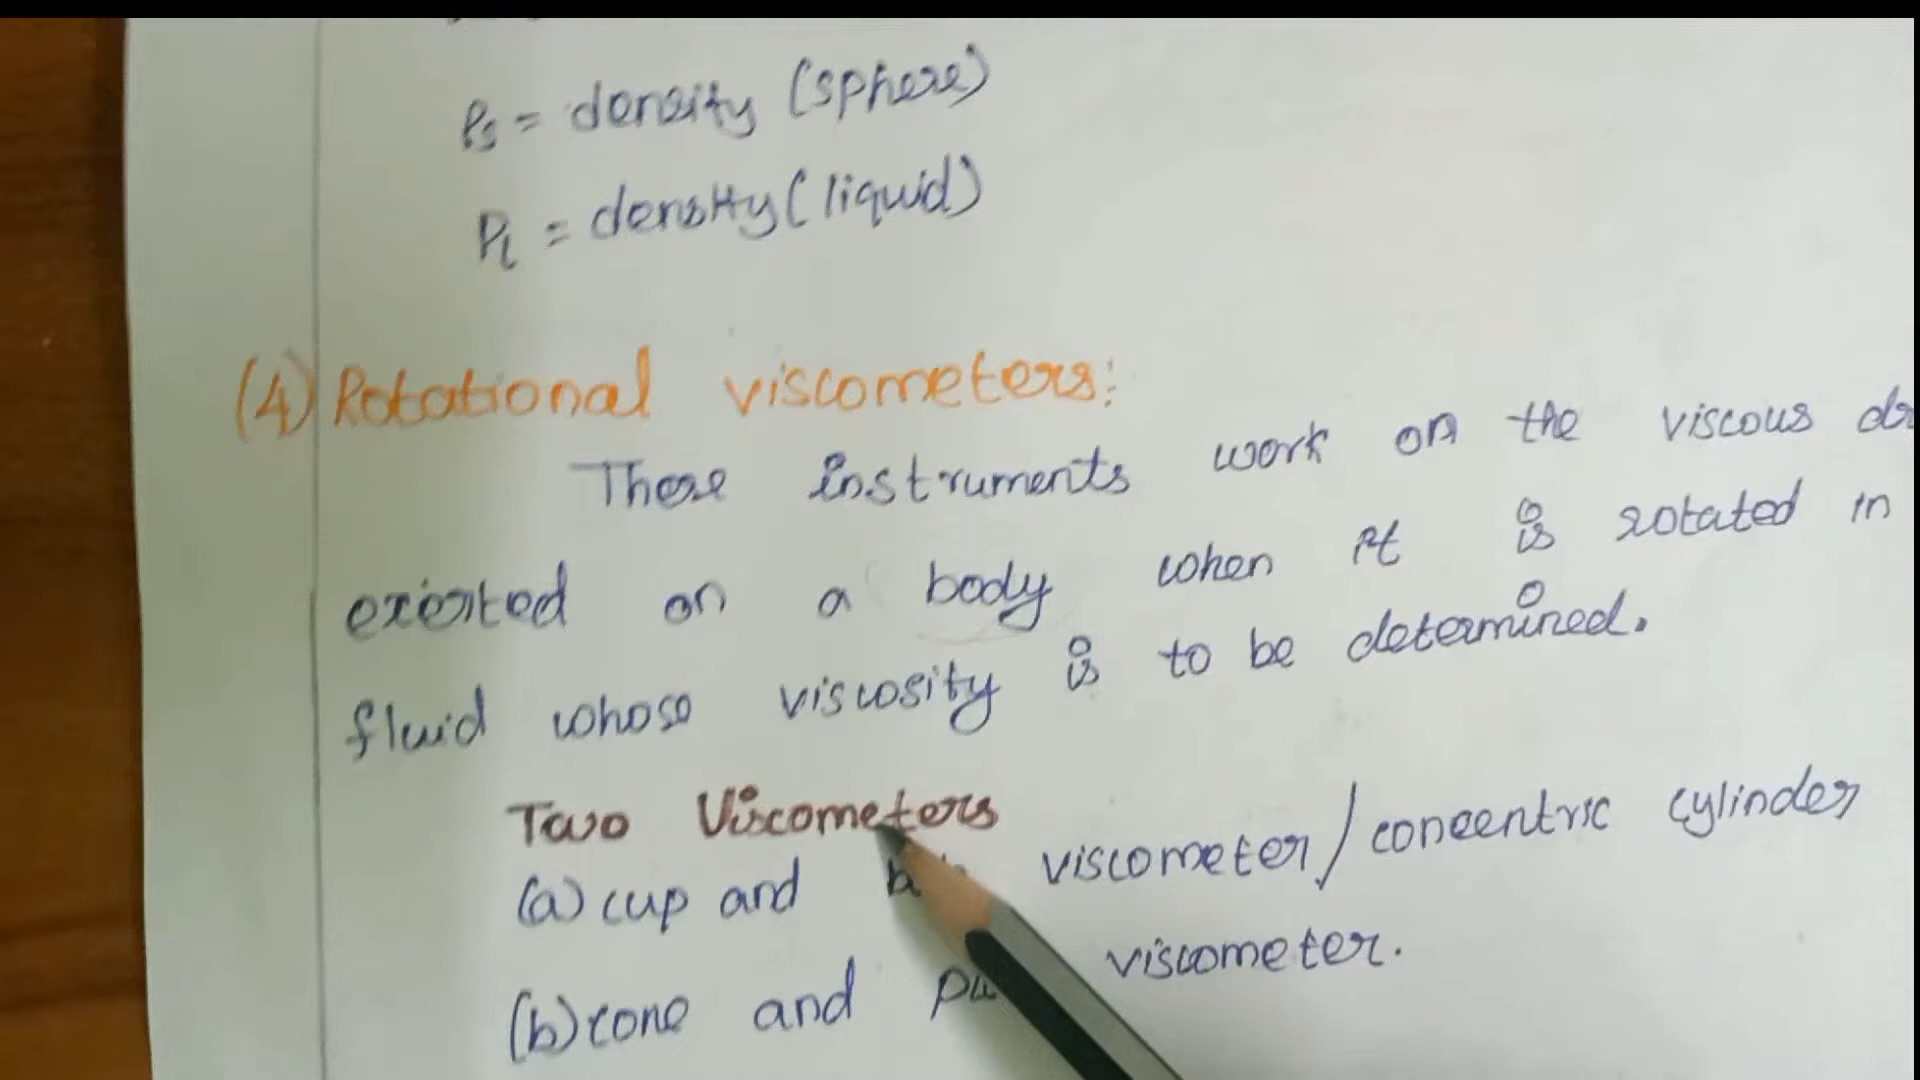 ρs = density (sphere)
ρL = density (liquid)
(4) Rotational viscometers:
These instruments work on the viscous
exerted on a body when it is rotated in
fluid whose viscosity is to be determined.
Two Viscometers
(a) cup and viscometer / concentric cylinder
(b) cone and viscometer.